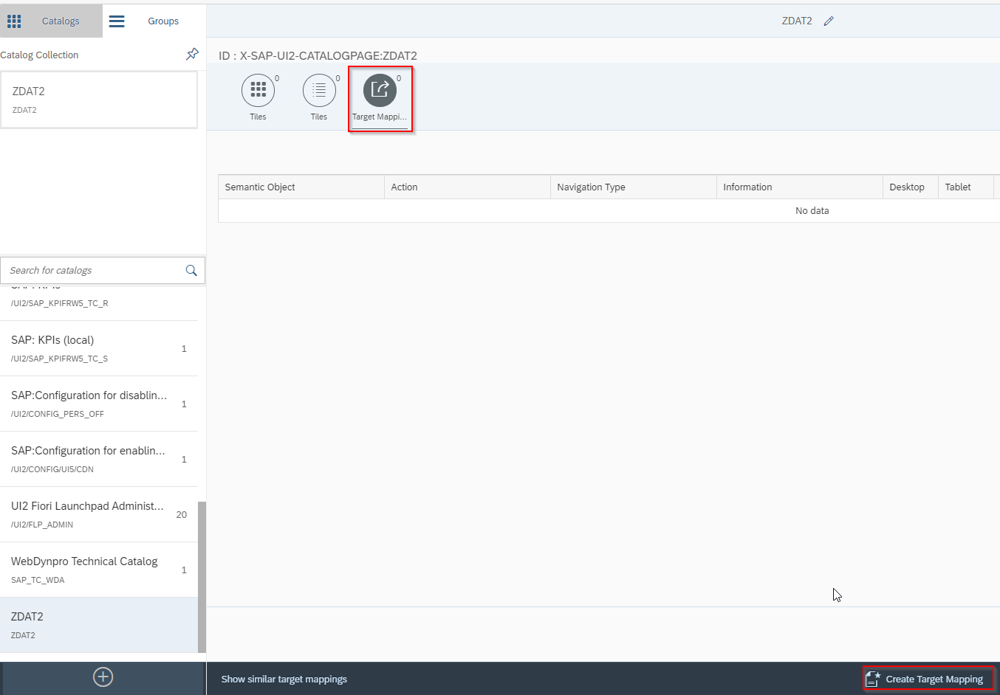 Catalogs
Groups
ZDAT2
Catalog Collection
ID : X-SAP-UI2-CATALOGPAGE:ZDAT2
ZDAT2
ZDAT2
0
0
0
Tiles
Tiles
Target Mappi...
Semantic Object
Action
Navigation Type
Information
Desktop
Tablet
No data
Search for catalogs
/UI2/SAP_KPIFRW5_TC_R
SAP: KPIs (local)
1
/UI2/SAP_KPIFRW5_TC_S
SAP:Configuration for disablin...
1
/UI2/CONFIG_PERS_OFF
SAP:Configuration for enablin...
1
/UI2/CONFIG/UI5/CDN
UI2 Fiori Launchpad Administ...
20
/UI2/FLP_ADMIN
WebDynpro Technical Catalog
1
SAP_TC_WDA
ZDAT2
ZDAT2
Show similar target mappings
Create Target Mapping